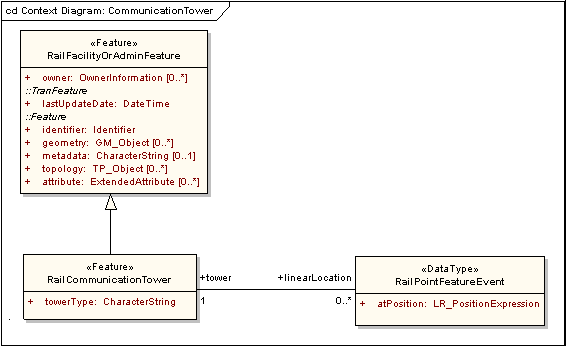 cd Context Diagram: CommunicationTower
«Feature»
RailFacilityOrAdminFeature
+ owner: OwnerInformation [0..*]
::TranFeature
+ lastUpdateDate: DateTime
::Feature
+ identifier: Identifier
+ geometry: GM_Object [0..*]
+ metadata: CharacterString [0..1]
+ topology: TP_Object [0..*]
+ attribute: ExtendedAttribute [0..*]
«Feature»
RailCommunicationTower
+ towerType: CharacterString
+tower
+linearLocation
1
0..*
«DataType»
RailPointFeatureEvent
+ atPosition: LR_PositionExpression